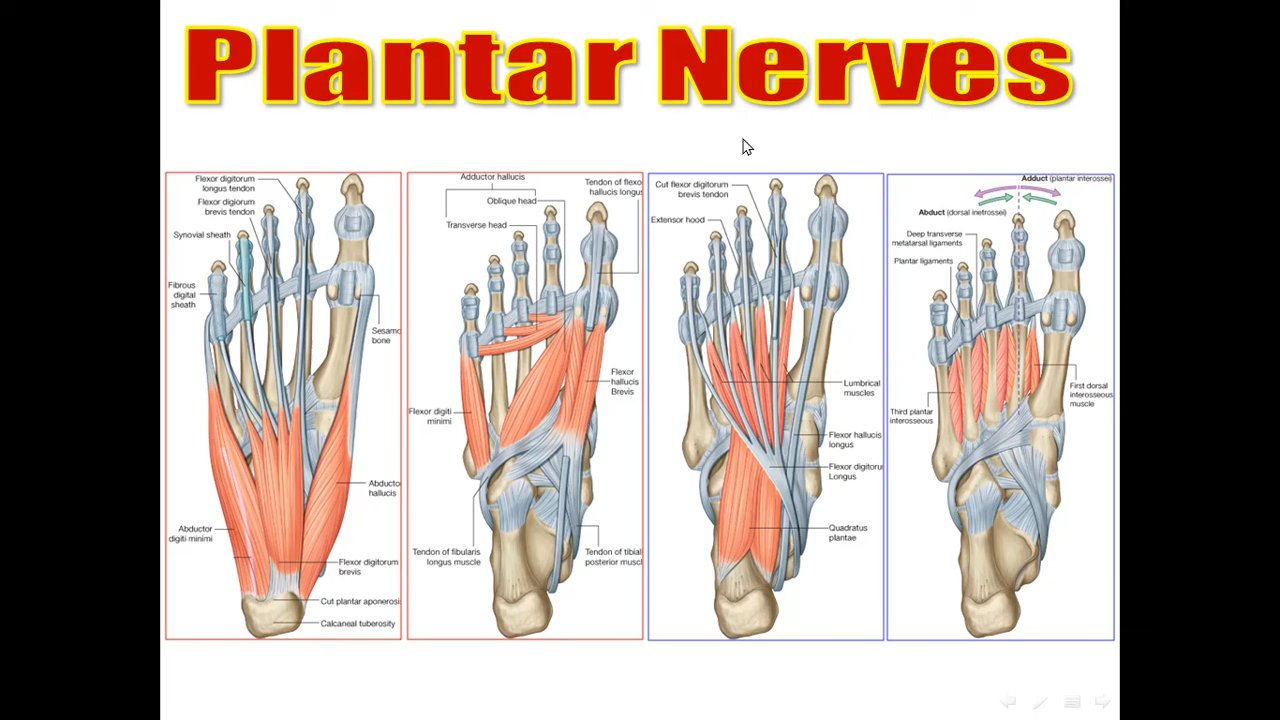 Plantar Nerves
Flexor digitorum
longus tendon
Flexor digiorum
brevis tendon
Synovial sheath
Fibrous
digital
sheath
Sesamo
bone
Abducto
hallucis
Abductor
digiti minimi
Flexor digitorum
brevis
Cut plantar aponerosi
Calcaneal tuberosity
Adductor hallucis
Oblique head
Transverse head
Tendon of flexo
hallucis longus
Flexor
hallucis
Brevis
Flexor digiti
minimi
Tendon of fibularis
longus muscle
Tendon of tibial
posterior muscl
Cut flexor digitorum
brevis tendon
Extensor hood
Lumbrical
muscles
Flexor hallucis
longus
Flexor digitoru
Longus
Quadratus
plantae
Adduct (plantar interossei)
Abduct (dorsal inetrossei)
Deep transverse
metatarsal ligaments
Plantar ligaments
First dorsal
interosseous
muscle
Third plantar
interosseous